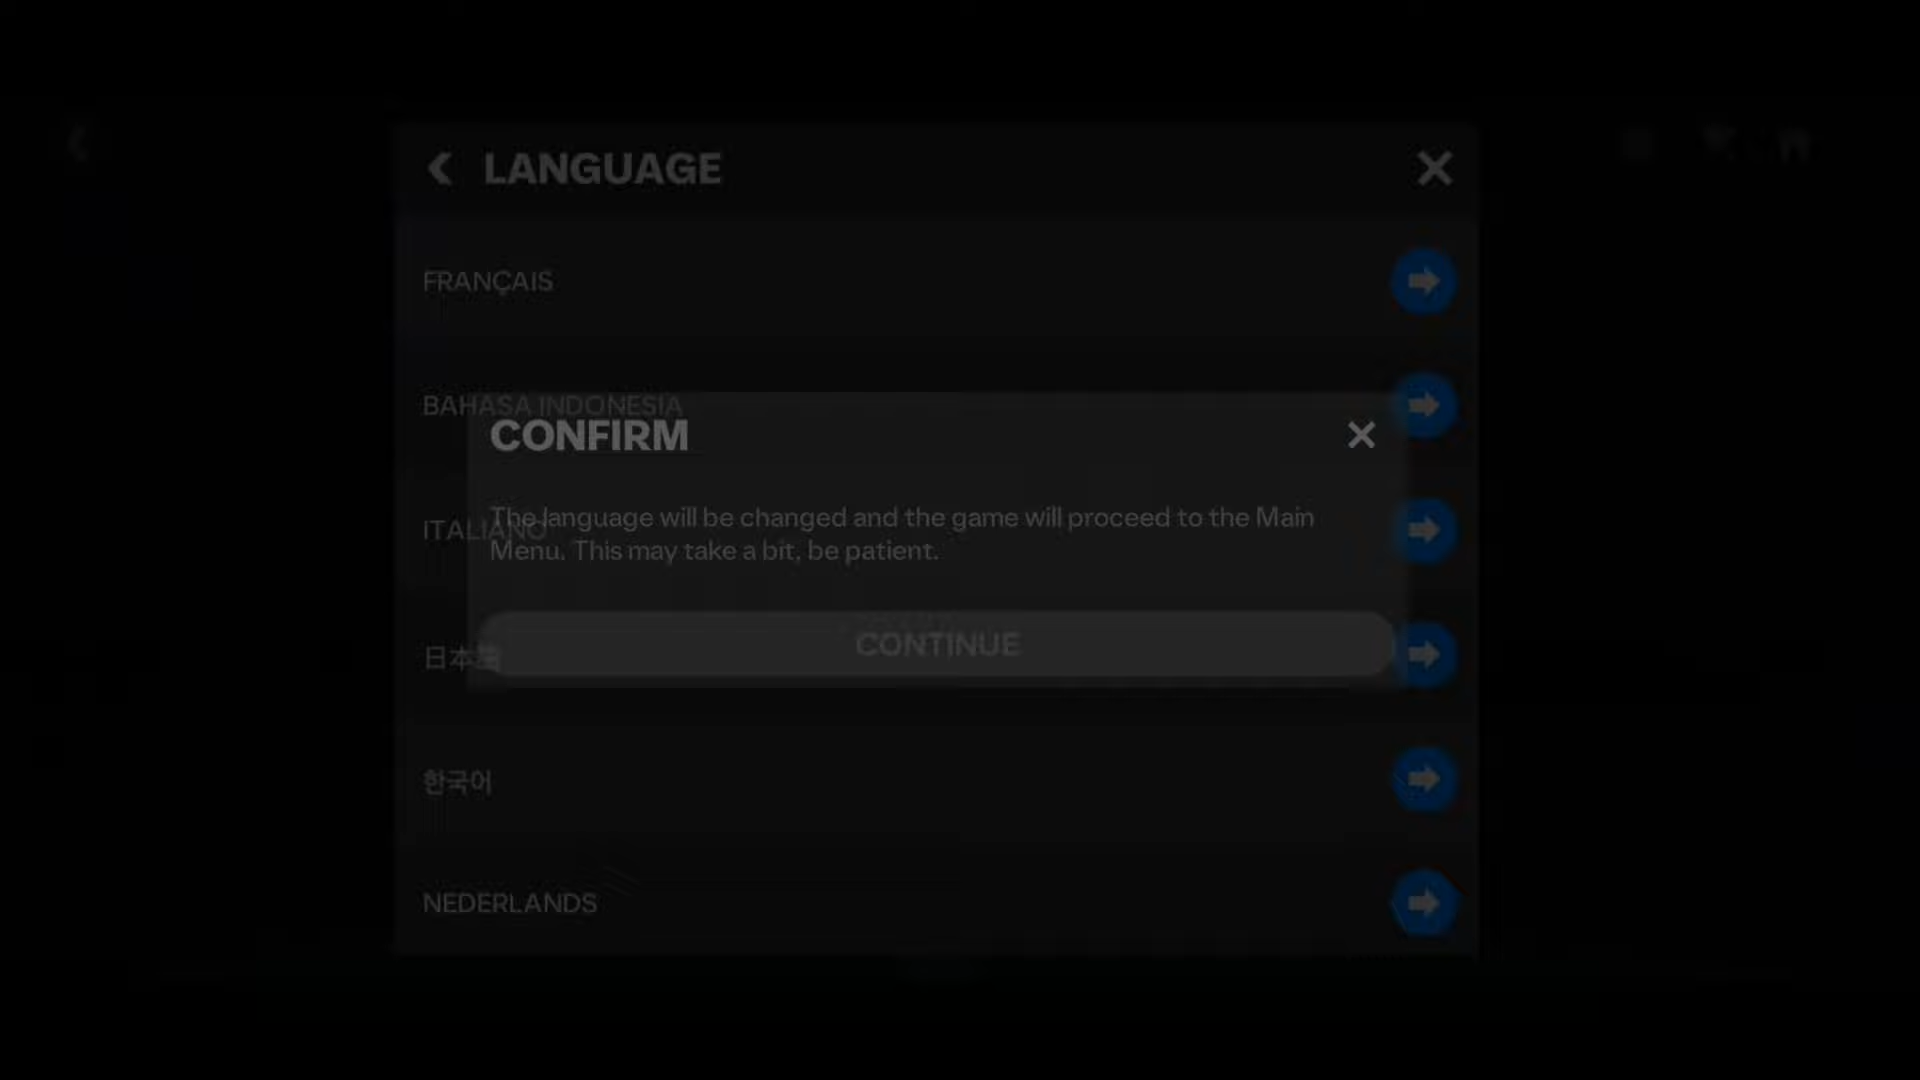 LANGUAGE
FRANÇAIS
BAHASA INDONESIA
CONFIRM
The language will be changed and the game will proceed to the Main
Menu. This may take a bit, be patient.
ITALIANO
CONTINUE
日本語
한국어
NEDERLANDS